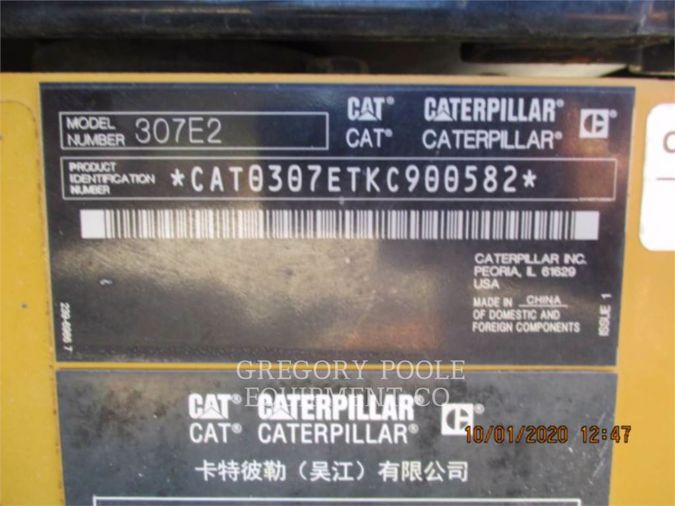 MODEL NUMBER 307E2
CAT® CATERPILLAR®
CAT® CATERPILLAR®
PRODUCT IDENTIFICATION NUMBER *CAT0307ETKC900582*
CATERPILLAR INC.
PEORIA, IL 61629
USA
MADE IN CHINA
OF DOMESTIC AND
FOREIGN COMPONENTS
ISSUE 1
GREGORY POOLE
EQUIPMENT CO
CAT® CATERPILLAR®
CAT® CATERPILLAR®
10/01/2020 12:47
卡特彼勒（吴江）有限公司